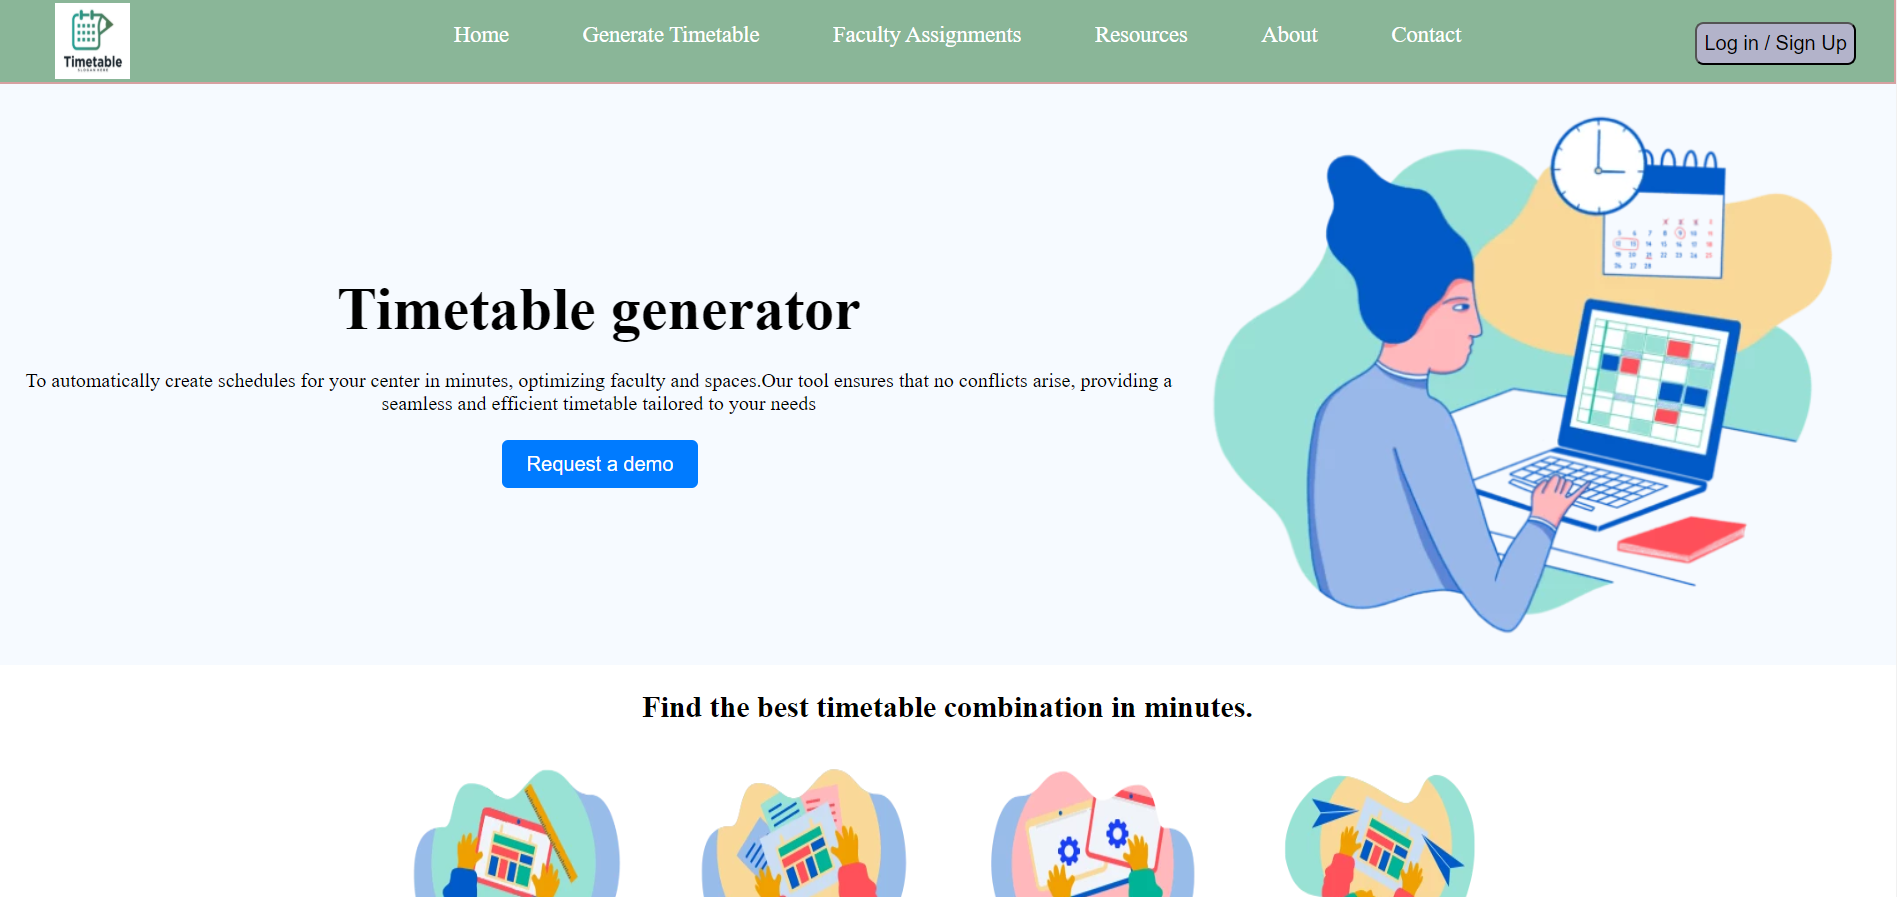 Timetable
Home
Generate Timetable
Faculty Assignments
Resources
About
Contact
Log in / Sign Up
Timetable generator
To automatically create schedules for your center in minutes, optimizing faculty and spaces.Our tool ensures that no conflicts arise, providing a
seamless and efficient timetable tailored to your needs
Request a demo
Find the best timetable combination in minutes.